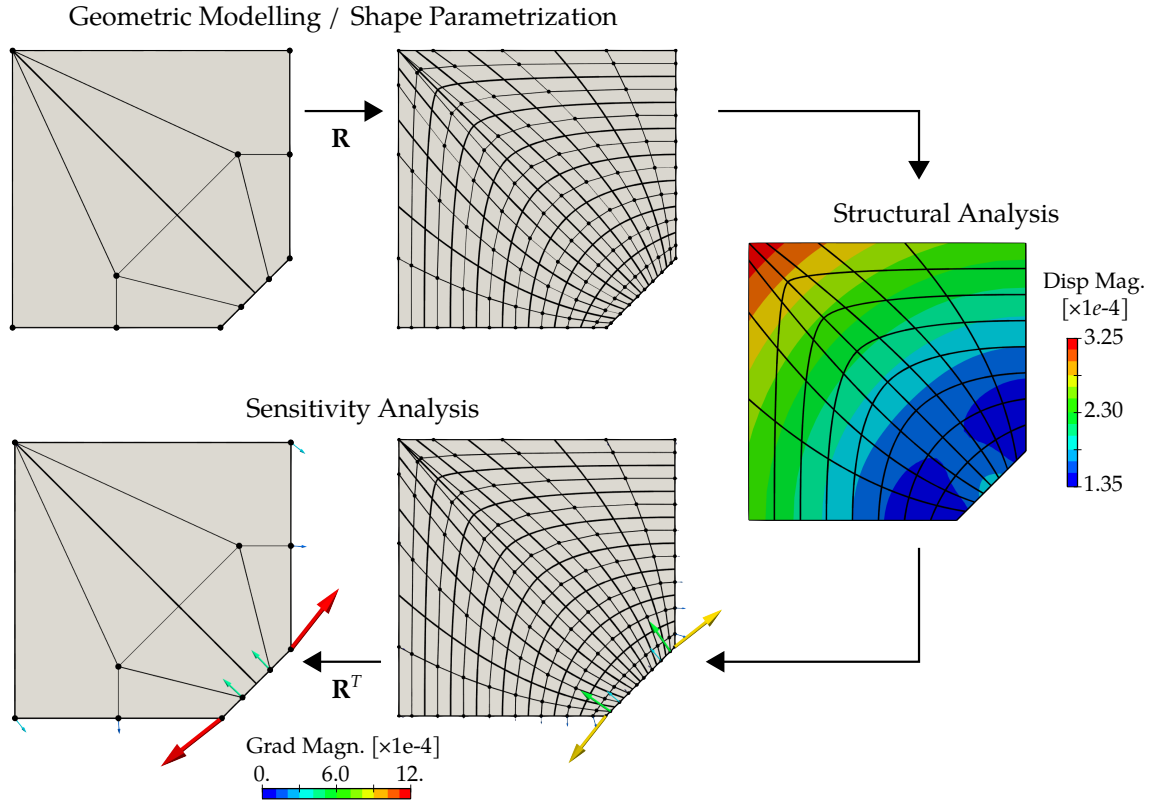 Geometric Modelling / Shape Parametrization
R
Structural Analysis
Disp Mag.
[×1e-4]
3.25
2.30
1.35
Sensitivity Analysis
R^T
Grad Magn. [×1e-4]
0. 6.0 12.